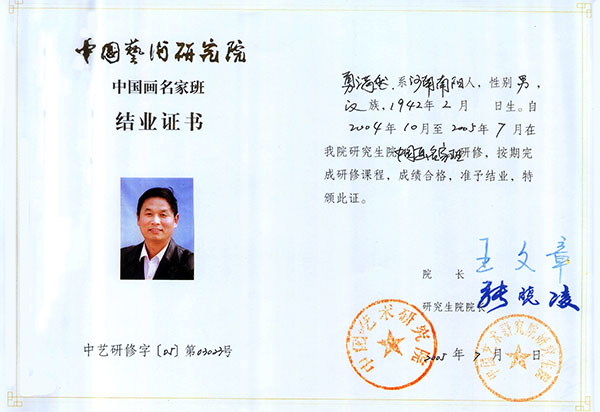 中国艺术研究院
中国画名家班
结业证书
中艺研修字〔05〕第03023号
系河南南阳人，性别男，
汉族，1942年2月 日生。自
2004年10月至2005年7月在
我院研究生院中国画名家班研修，按期完
成研修课程，成绩合格，准予结业，特
颁此证。
院 长 王文章
研究生院院长 张晓凌
2005年7月 日
中国艺术研究院
中国艺术研究院研究生院